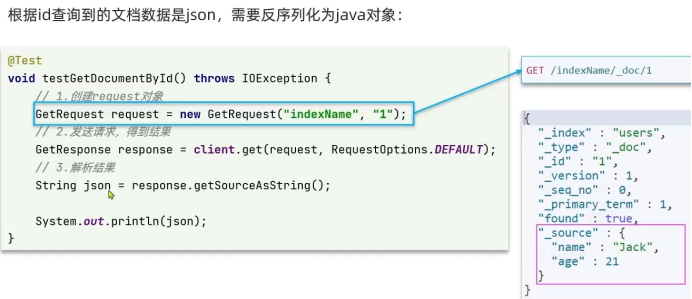 根据id查询到的文档数据是json，需要反序列化为java对象：
@Test
void testGetDocumentById() throws IOException {
    // 1.创建request对象
    GetRequest request = new GetRequest("indexName", "1");
    // 2.发送请求，得到结果
    GetResponse response = client.get(request, RequestOptions.DEFAULT);
    // 3.解析结果
    String json = response.getSourceAsString();
    System.out.println(json);
}
GET /indexName/_doc/1
{
  "_index" : "users",
  "_type" : "_doc",
  "_id" : "1",
  "_version" : 1,
  "_seq_no" : 0,
  "_primary_term" : 1,
  "found" : true,
  "_source" : {
    "name" : "Jack",
    "age" : 21
  }
}